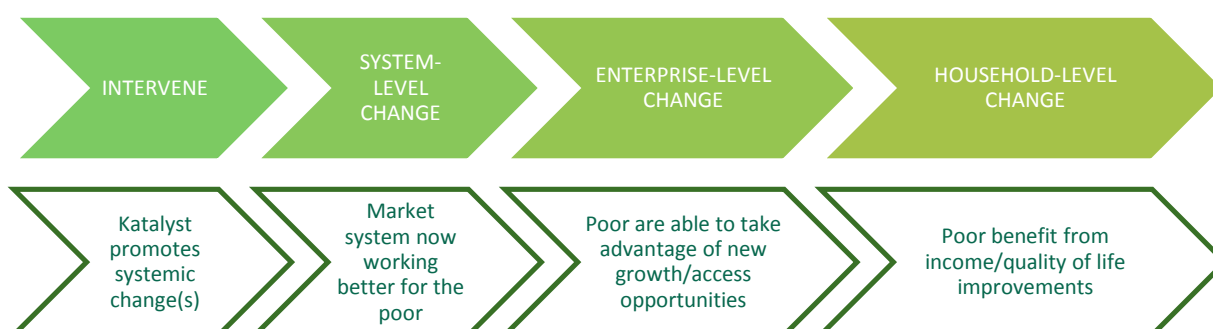 INTERVENE
SYSTEM-
LEVEL
CHANGE
ENTERPRISE-LEVEL
CHANGE
HOUSEHOLD-LEVEL
CHANGE
Katalyst
promotes
systemic
change(s)
Market
system now
working
better for the
poor
Poor are able to take
advantage of new
growth/access
opportunities
Poor benefit from
income/quality of life
improvements